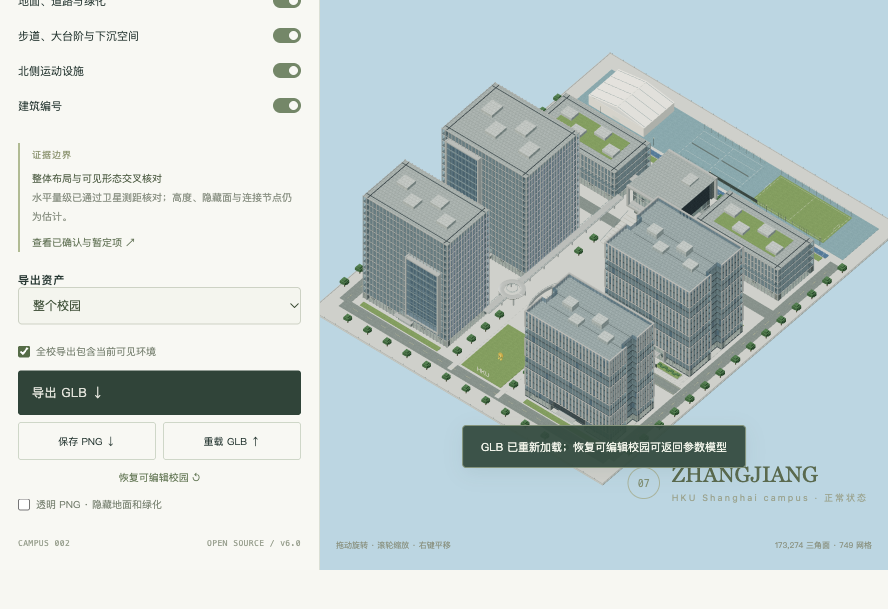 地面、道路与绿化
步道、大台阶与下沉空间
北侧运动设施
建筑编号
证据边界
整体布局与可见形态交叉核对
水平量级已通过卫星测距核对；高度、隐藏面与连接节点仍
为估计。
查看已确认与暂定项 ↗
导出资产
整个校园
全校导出包含当前可见环境
导出 GLB ↓
保存 PNG ↓
重载 GLB ↑
恢复可编辑校园 ↻
透明 PNG · 隐藏地面和绿化
CAMPUS 002
OPEN SOURCE / v6.0
HKU
GLB 已重新加载；恢复可编辑校园可返回参数模型
07
ZHANGJIANG
HKU Shanghai campus · 正常状态
拖动旋转 · 滚轮缩放 · 右键平移
173,274 三角面 · 749 网格